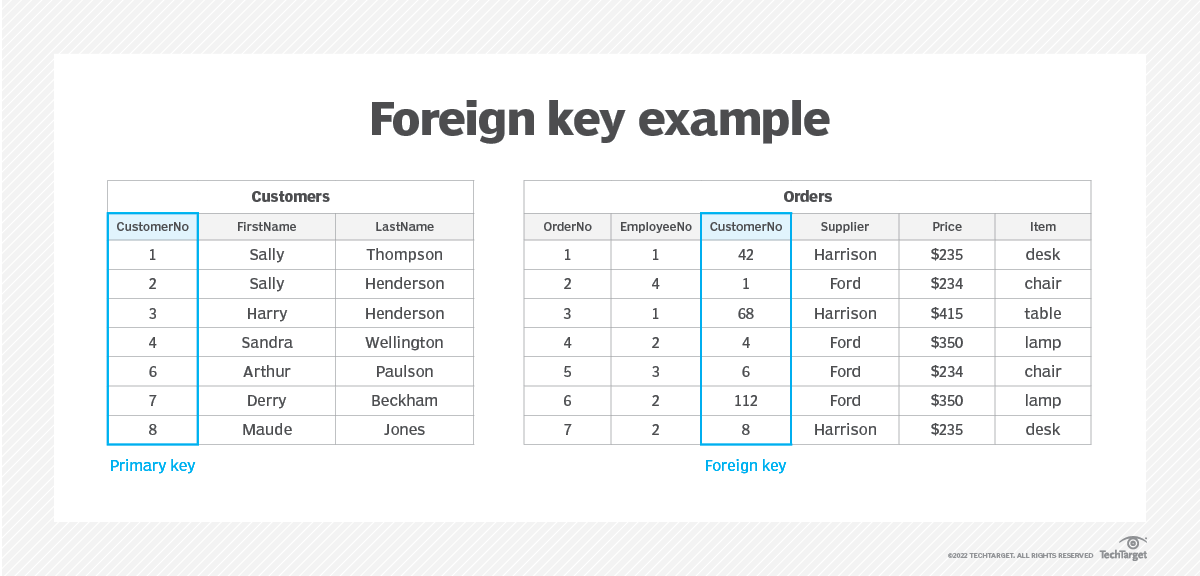 Foreign key example
Customers
CustomerNo FirstName LastName
1 Sally Thompson
2 Sally Henderson
3 Harry Henderson
4 Sandra Wellington
6 Arthur Paulson
7 Derry Beckham
8 Maude Jones
Primary key
Orders
OrderNo EmployeeNo CustomerNo Supplier Price Item
1 1 42 Harrison $235 desk
2 4 1 Ford $234 chair
3 1 68 Harrison $415 table
4 2 4 Ford $350 lamp
5 3 6 Ford $234 chair
6 2 112 Ford $350 lamp
7 2 8 Harrison $235 desk
Foreign key
©2022 TECHTARGET. ALL RIGHTS RESERVED TechTarget